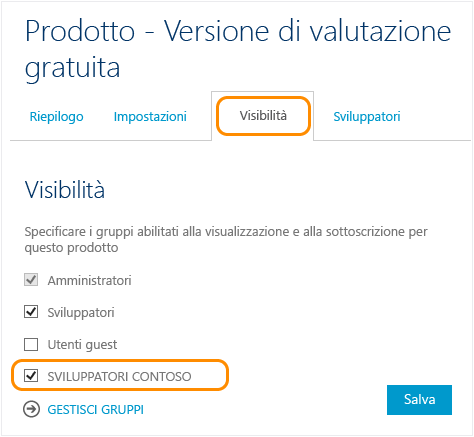 Prodotto - Versione di valutazione
gratuita
Riepilogo Impostazioni Visibilità Sviluppatori
Visibilità
Specificare i gruppi abilitati alla visualizzazione e alla sottoscrizione per
questo prodotto
Amministratori
Sviluppatori
Utenti guest
SVILUPPATORI CONTOSO
Salva
GESTISCI GRUPPI